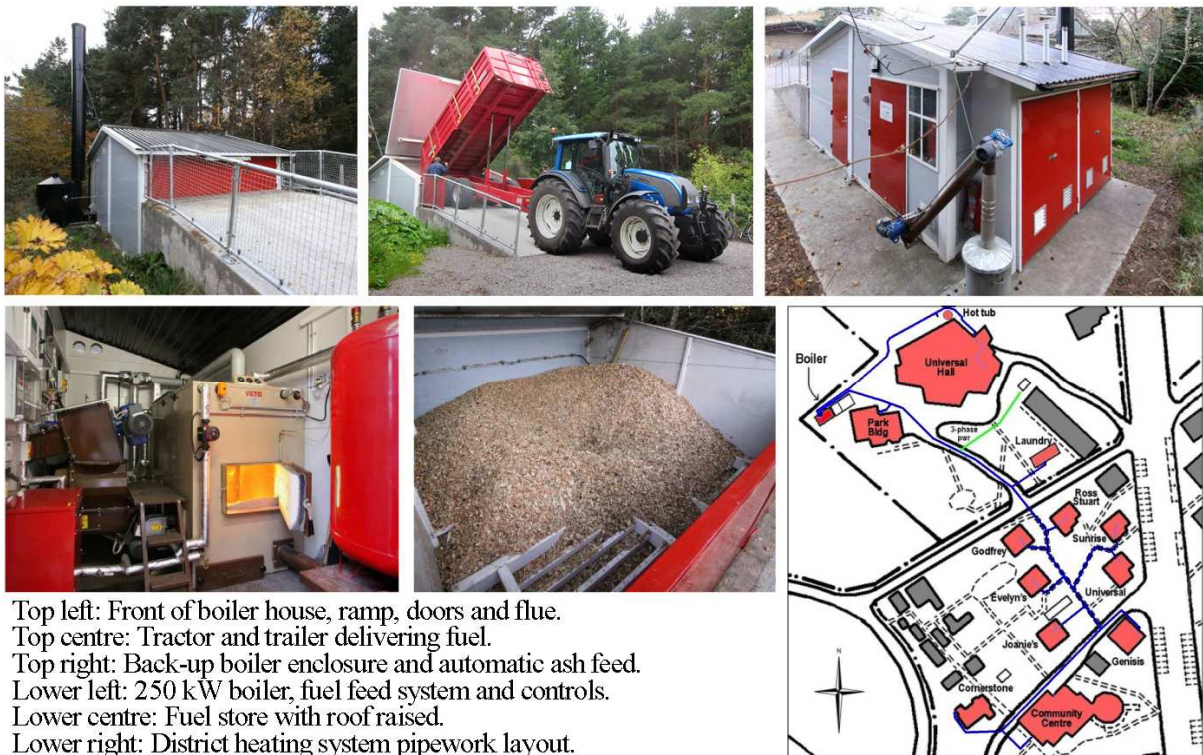 VETO
Hot tub
Boiler
Universal
Hall
Park
Bldg
3-phase
pwr
Laundry
Ross
Stuart
Sunrise
Godfrey
Evelyn's
Universal
Joanie's
Genisis
Cornerstone
Community
Centre
N
Top left: Front of boiler house, ramp, doors and flue.
Top centre: Tractor and trailer delivering fuel.
Top right: Back-up boiler enclosure and automatic ash feed.
Lower left: 250 kW boiler, fuel feed system and controls.
Lower centre: Fuel store with roof raised.
Lower right: District heating system pipework layout.